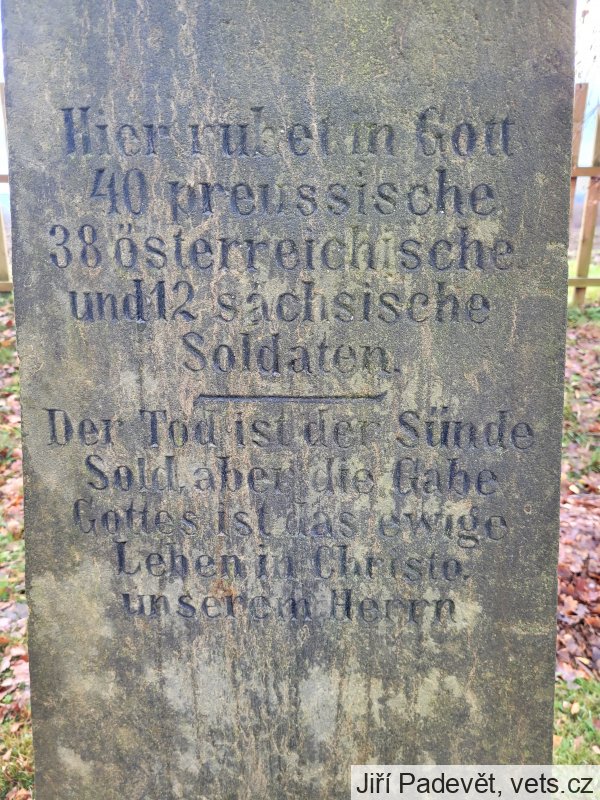 Hier ruhet in Gott
40 preussische
38 österreichische
und 12 sächsische
Soldaten.
Der Tod ist der Sünde
Sold, aber die Gabe
Gottes ist das ewige
Leben in Christo,
unserem Herrn
Jiří Padevět, vets.cz